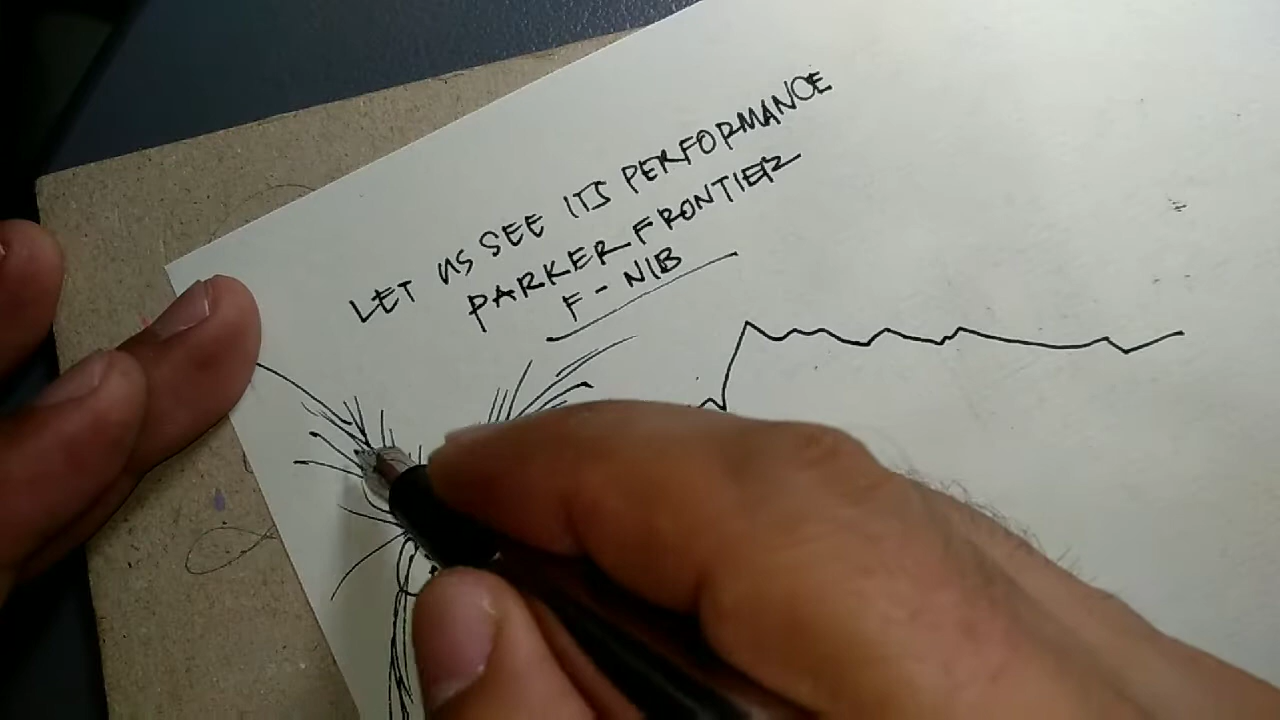 LET US SEE ITS PERFORMANCE
PARKER FRONTIER
F - NIB